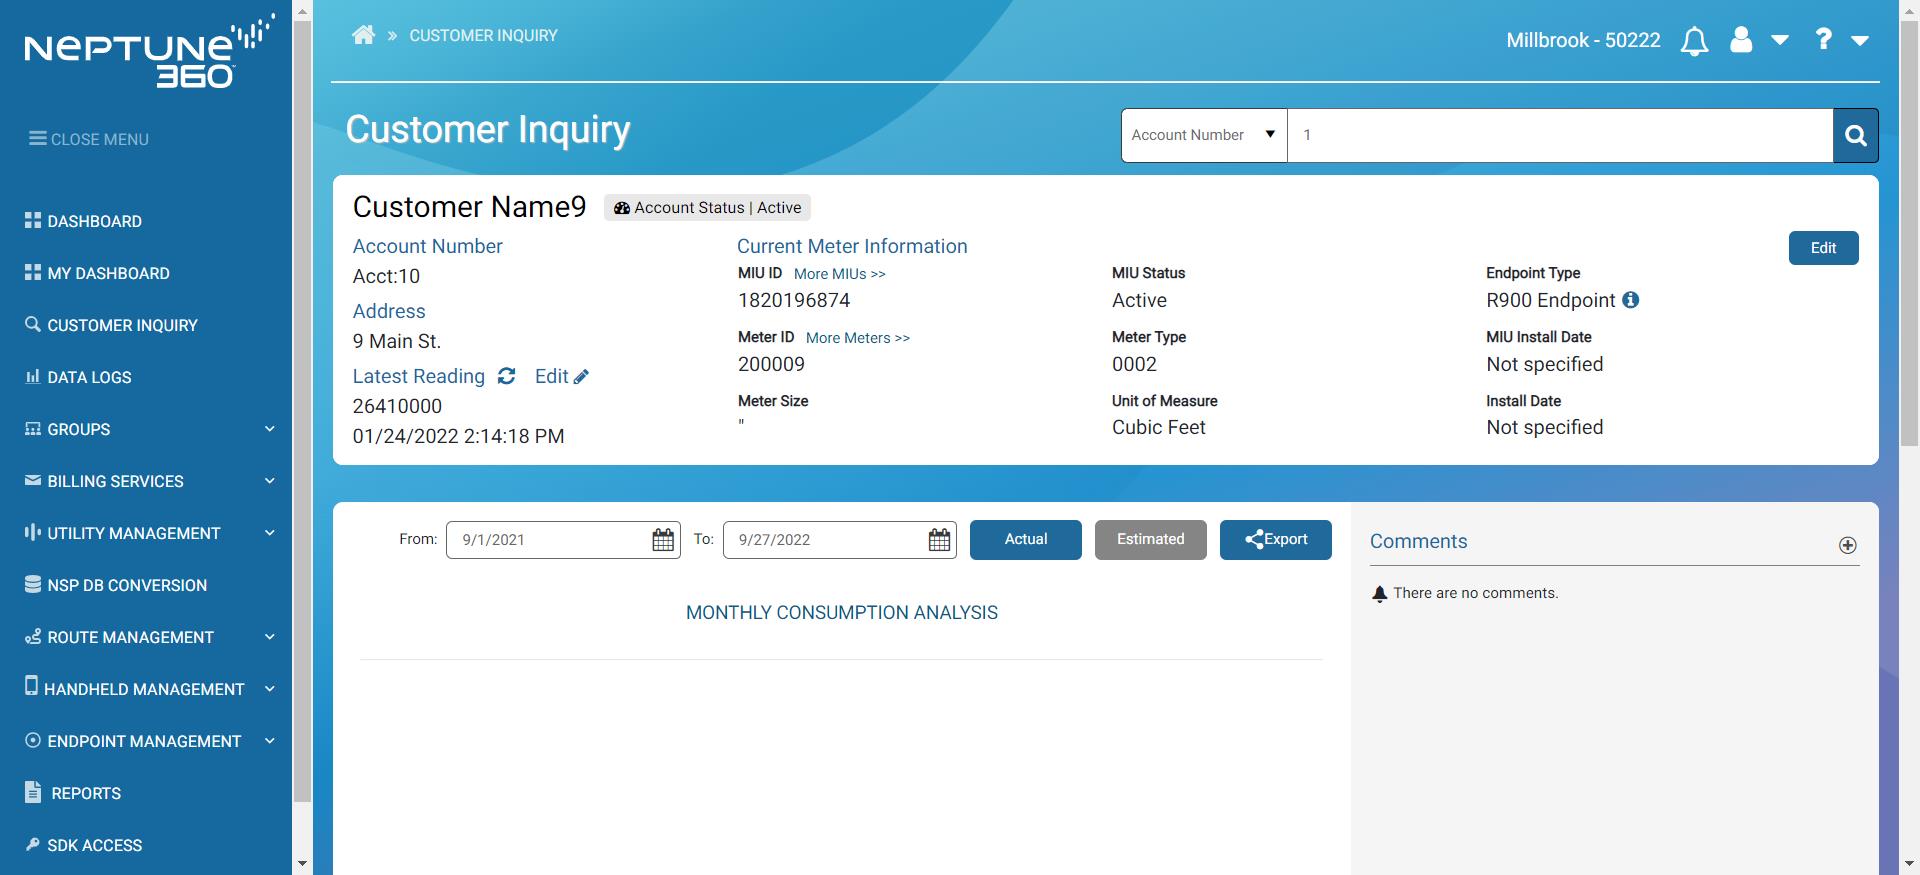 NEPTUNE
360
CLOSE MENU
DASHBOARD
MY DASHBOARD
CUSTOMER INQUIRY
DATA LOGS
GROUPS
BILLING SERVICES
UTILITY MANAGEMENT
NSP DB CONVERSION
ROUTE MANAGEMENT
HANDHELD MANAGEMENT
ENDPOINT MANAGEMENT
REPORTS
SDK ACCESS
» CUSTOMER INQUIRY
Millbrook - 50222 ?
Customer Inquiry
Account Number 1
Customer Name9 Account Status | Active
Account Number
Acct:10
Address
9 Main St.
Latest Reading Edit
26410000
01/24/2022 2:14:18 PM
Current Meter Information
MIU ID More MIUs >>
1820196874
Meter ID More Meters >>
200009
Meter Size
"
MIU Status
Active
Meter Type
0002
Unit of Measure
Cubic Feet
Edit
Endpoint Type
R900 Endpoint
MIU Install Date
Not specified
Install Date
Not specified
From: 9/1/2021 To: 9/27/2022 Actual Estimated Export
MONTHLY CONSUMPTION ANALYSIS
Comments
There are no comments.